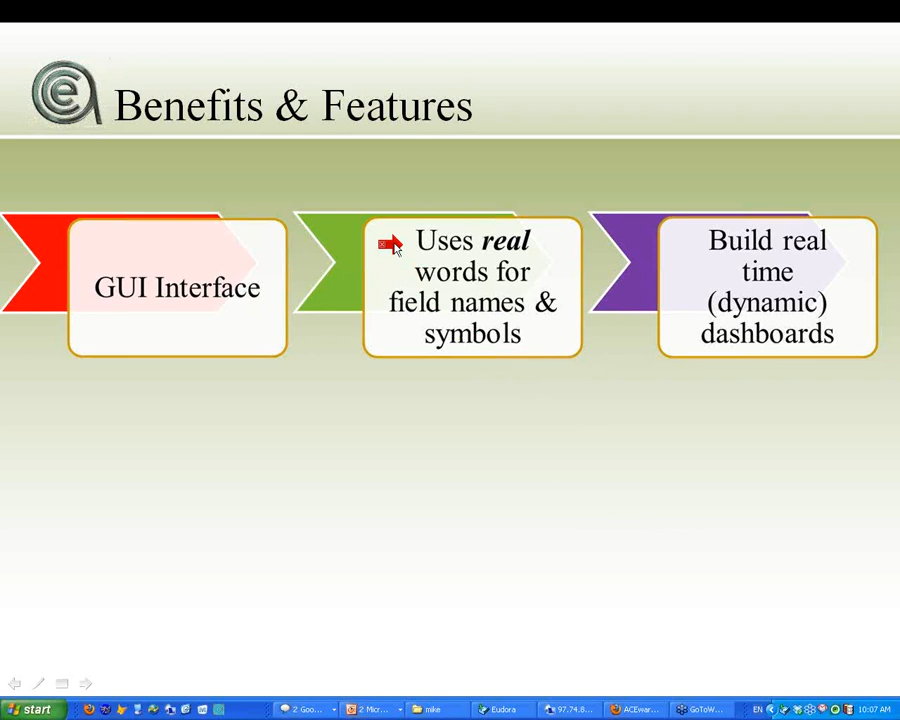 Benefits & Features
GUI Interface
Uses real
words for
field names &
symbols
Build real
time
(dynamic)
dashboards
start
2 Goo...
2 Micr...
mike
Eudora
97.74.8...
ACEwar...
GoToW...
EN
10:07 AM